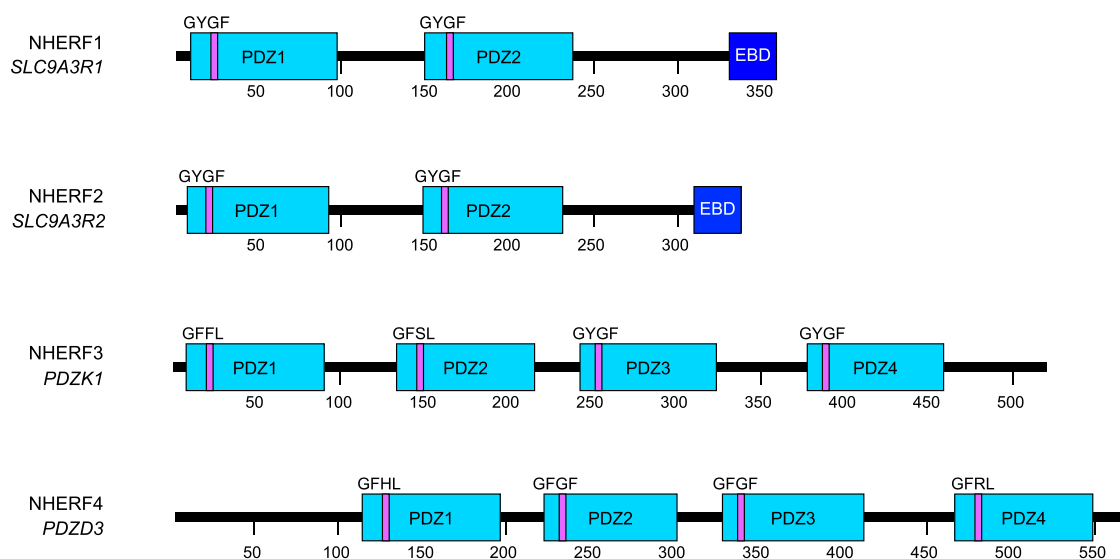 GYGF GYGF
NHERF1
SLC9A3R1
PDZ1 PDZ2 EBD
50 100 150 200 250 300 350
GYGF GYGF
NHERF2
SLC9A3R2
PDZ1 PDZ2 EBD
50 100 150 200 250 300
GFFL GFSL GYGF GYGF
NHERF3
PDZK1
PDZ1 PDZ2 PDZ3 PDZ4
50 100 150 200 250 300 350 400 450 500
GFHL GFGF GFGF GFRL
NHERF4
PDZD3
PDZ1 PDZ2 PDZ3 PDZ4
50 100 150 200 250 300 350 400 450 500 550